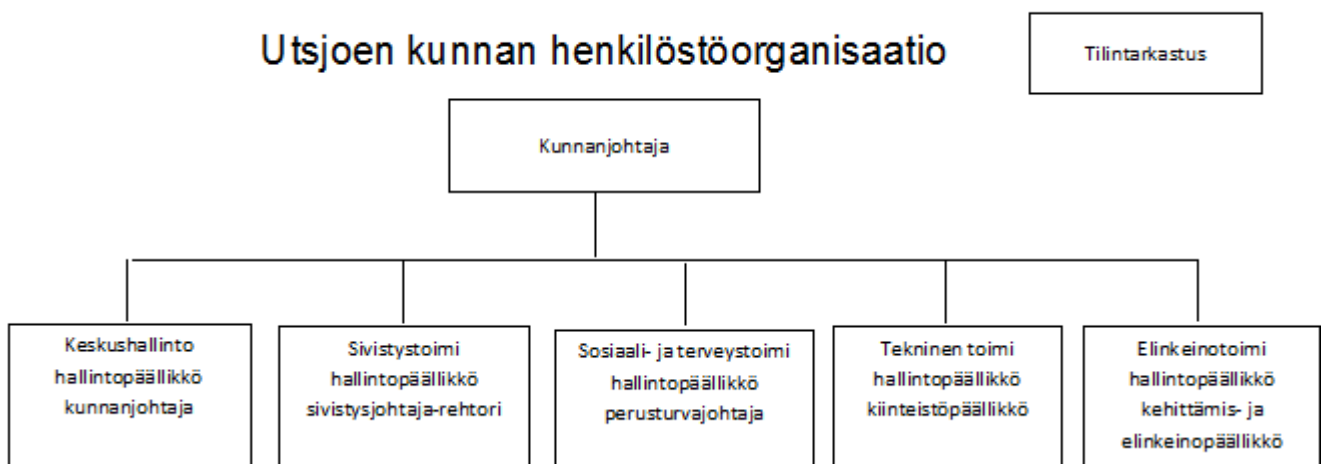 Utsjoen kunnan henkilöstöorganisaatio
Tilintarkastus
Kunnanjohtaja
Keskushallinto
hallintopäällikkö
kunnanjohtaja
Sivistystoimi
hallintopäällikkö
sivistysjohtaja-rehtori
Sosiaali- ja terveystoimi
hallintopäällikkö
perusturvajohtaja
Tekninen toimi
hallintopäällikkö
kiinteistöpäällikkö
Elinkeinotoimi
hallintopäällikkö
kehittämis- ja
elinkeinopäällikkö